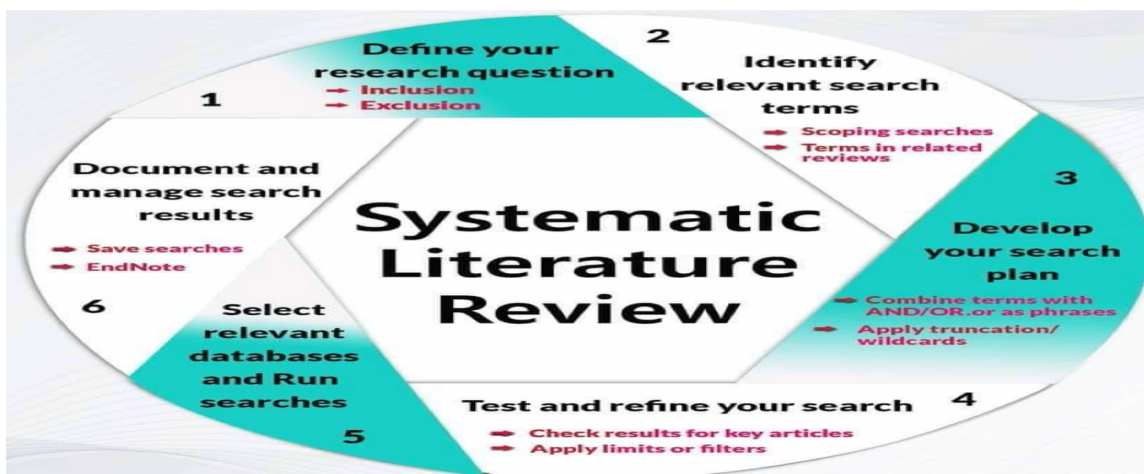 1
Define your
research question
➡ Inclusion
➡ Exclusion
2
Identify
relevant search
terms
➡ Scoping searches
➡ Terms in related
reviews
3
Develop
your search
plan
➡ Combine terms with
AND/OR.or as phrases
➡ Apply truncation/
wildcards
4
Test and refine your search
➡ Check results for key articles
➡ Apply limits or filters
5
Select
relevant
databases
and Run
searches
6
Document and
manage search
results
➡ Save searches
➡ EndNote
Systematic
Literature
Review